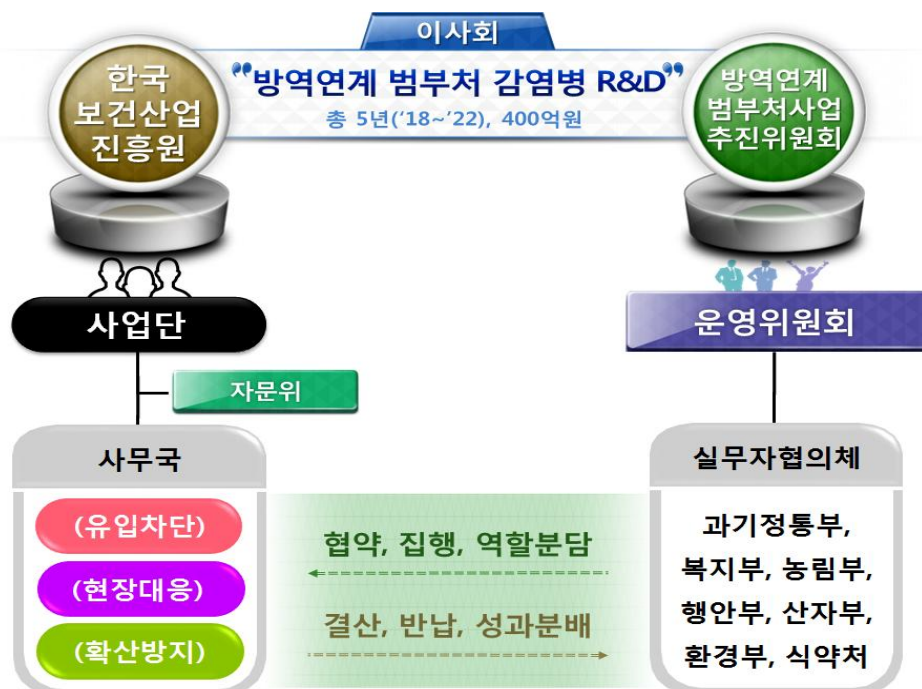 이사회
한국
보건산업
진흥원
"방역연계 범부처 감염병 R&D"
총 5년('18~'22), 400억원
방역연계
범부처사업
추진위원회
사업단
운영위원회
자문위
사무국
(유입차단)
(현장대응)
(확산방지)
협약, 집행, 역할분담
결산, 반납, 성과분배
실무자협의체
과기정통부,
복지부, 농림부,
행안부, 산자부,
환경부, 식약처